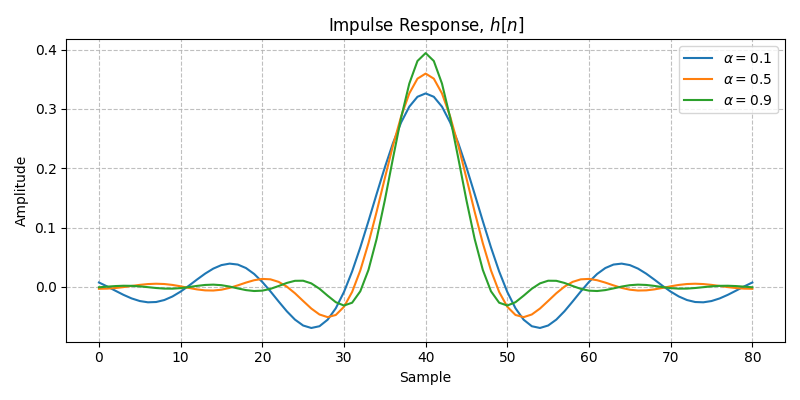 Impulse Response, h[n]
0.4
0.3
0.2
0.1
0.0
Amplitude
0 10 20 30 40 50 60 70 80
Sample
α = 0.1
α = 0.5
α = 0.9